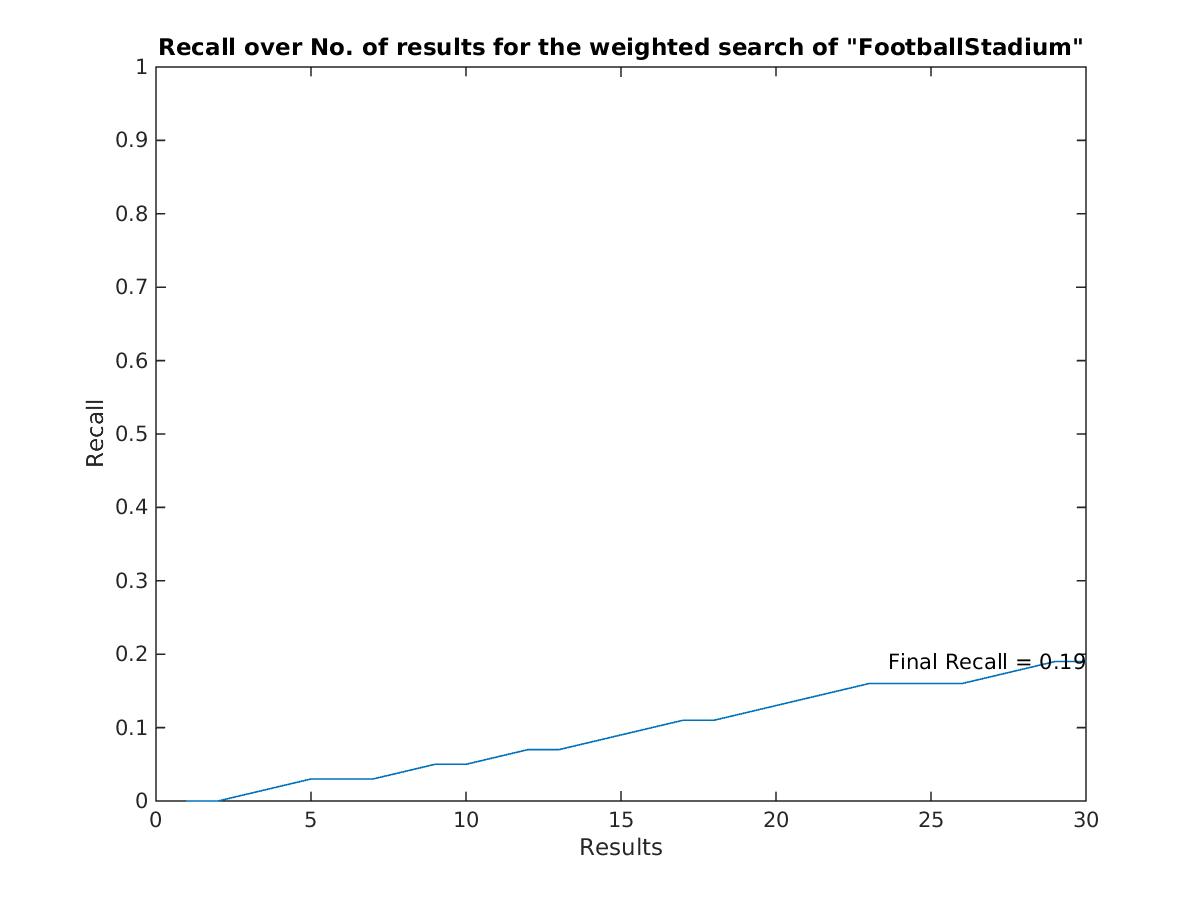 Recall over No. of results for the weighted search of "FootballStadium"
1
0.9
0.8
0.7
0.6
0.5
0.4
0.3
0.2
0.1
0
Recall
Final Recall = 0.19
0 5 10 15 20 25 30
Results